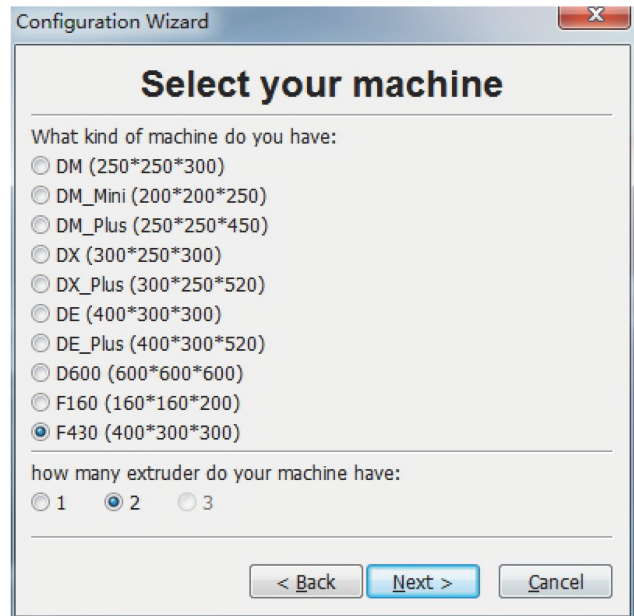 Configuration Wizard
Select your machine
What kind of machine do you have:
DM (250*250*300)
DM_Mini (200*200*250)
DM_Plus (250*250*450)
DX (300*250*300)
DX_Plus (300*250*520)
DE (400*300*300)
DE_Plus (400*300*520)
D600 (600*600*600)
F160 (160*160*200)
F430 (400*300*300)
how many extruder do your machine have:
1 2 3
< Back Next > Cancel